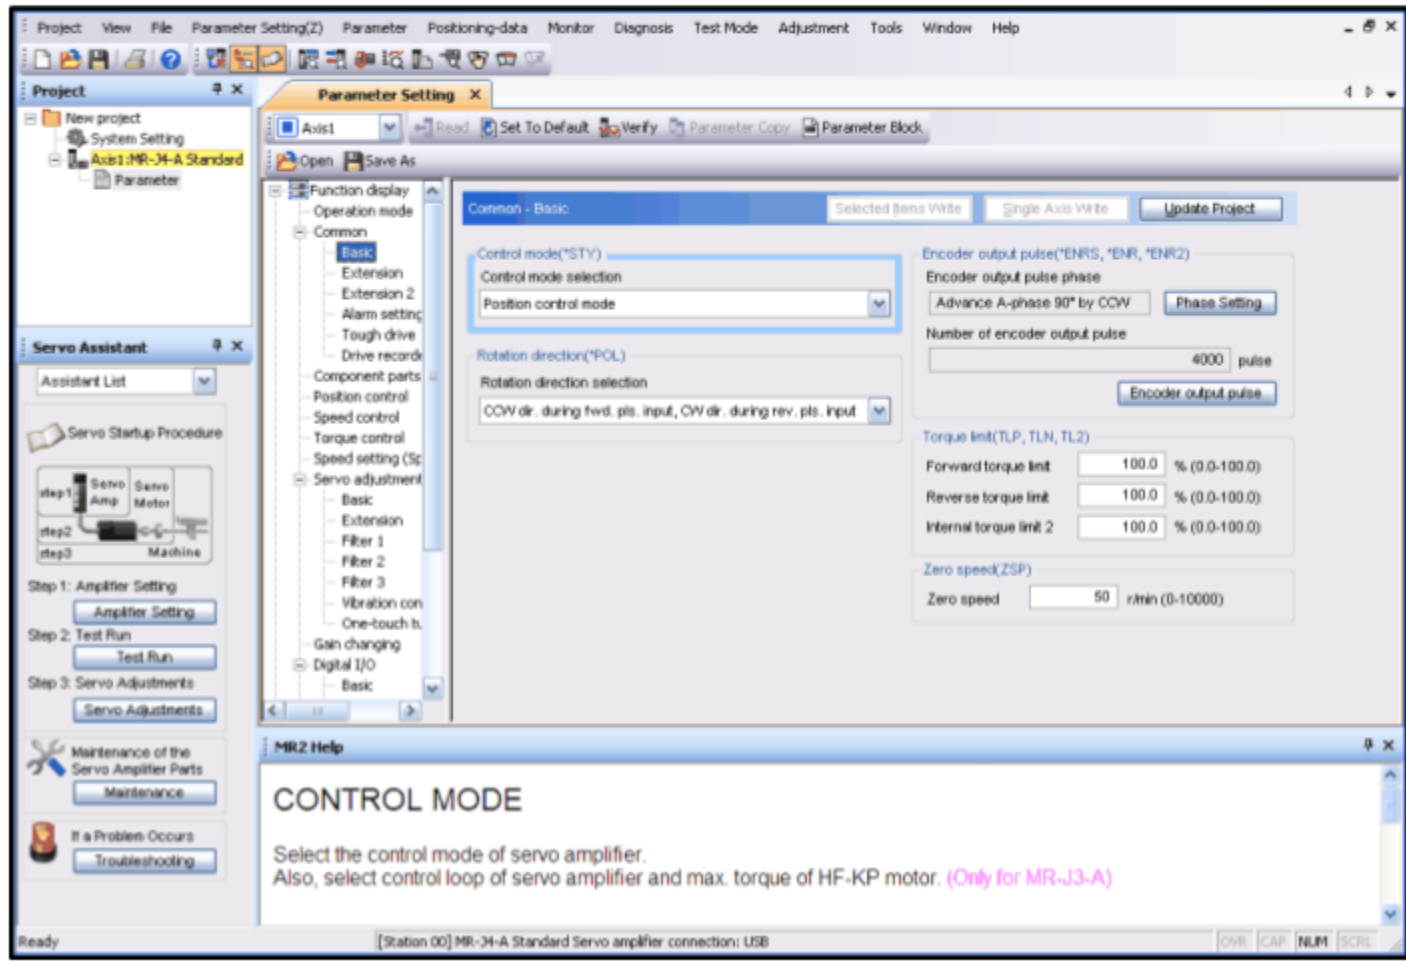 Project View File Parameter Setting(Z) Parameter Positioning-data Monitor Diagnosis Test Mode Adjustment Tools Window Help
Project
New project
System Setting
Axis1:MR-J4-A Standard
Parameter
Servo Assistant
Assistant List
Servo Startup Procedure
step1
Servo Amp
Servo Motor
step2
step3
Machine
Step 1: Amplifier Setting
Amplifier Setting
Step 2: Test Run
Test Run
Step 3: Servo Adjustments
Servo Adjustments
Maintenance of the
Servo Amplifier Parts
Maintenance
If a Problem Occurs
Troubleshooting
Parameter Setting
Axis1 Read Set To Default Verify Parameter Copy Parameter Block
Open Save As
Function display
Operation mode
Common
Basic
Extension
Extension 2
Alarm setting
Tough drive
Drive recorde
Component parts
Position control
Speed control
Torque control
Speed setting (Sp
Servo adjustment
Basic
Extension
Filter 1
Filter 2
Filter 3
Vibration con
One-touch tu
Gain changing
Digital I/O
Basic
Common - Basic
Selected Items Write Single Axis Write Update Project
Control mode(*STY)
Control mode selection
Position control mode
Rotation direction(*POL)
Rotation direction selection
CCW dir. during fwd. pls. input, CW dir. during rev. pls. input
Encoder output pulse(*ENRS, *ENR, *ENR2)
Encoder output pulse phase
Advance A-phase 90° by CCW Phase Setting
Number of encoder output pulse
4000 pulse
Encoder output pulse
Torque limit(TLP, TLN, TL2)
Forward torque limit 100.0 % (0.0-100.0)
Reverse torque limit 100.0 % (0.0-100.0)
Internal torque limit 2 100.0 % (0.0-100.0)
Zero speed(ZSP)
Zero speed 50 r/min (0-10000)
MR2 Help
CONTROL MODE
Select the control mode of servo amplifier.
Also, select control loop of servo amplifier and max. torque of HF-KP motor. (Only for MR-J3-A)
Ready [Station 00] MR-J4-A Standard Servo amplifier connection: USB OVR CAP NUM SCRL